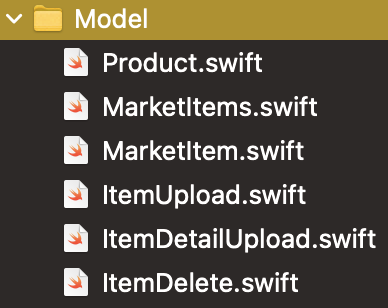 Model
Product.swift
MarketItems.swift
MarketItem.swift
ItemUpload.swift
ItemDetailUpload.swift
ItemDelete.swift